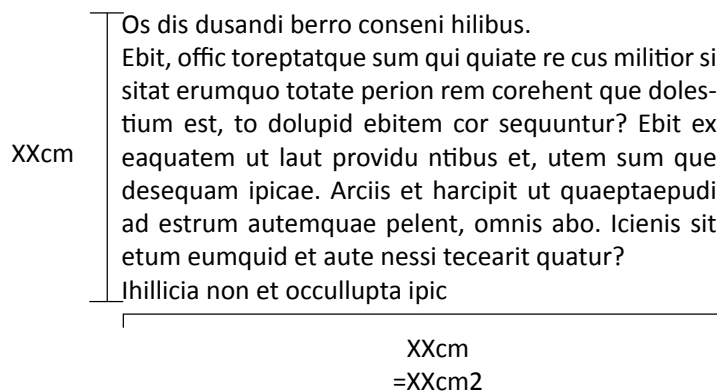 Os dis dusandi berro conseni hilibus.
Ebit, offic toreptatque sum qui quiate re cus militior si
sitat erumquo totate perion rem corehent que doles-
tium est, to dolupid ebitem cor sequuntur? Ebit ex
eaquatem ut laut providu ntibus et, utem sum que
desequam ipicae. Arciis et harcipit ut quaeptaepudi
ad estrum autemquae pelent, omnis abo. Icienis sit
etum eumquid et aute nessi tecearit quatur?
Ihillicia non et occullupta ipic
XXcm
XXcm
=XXcm2